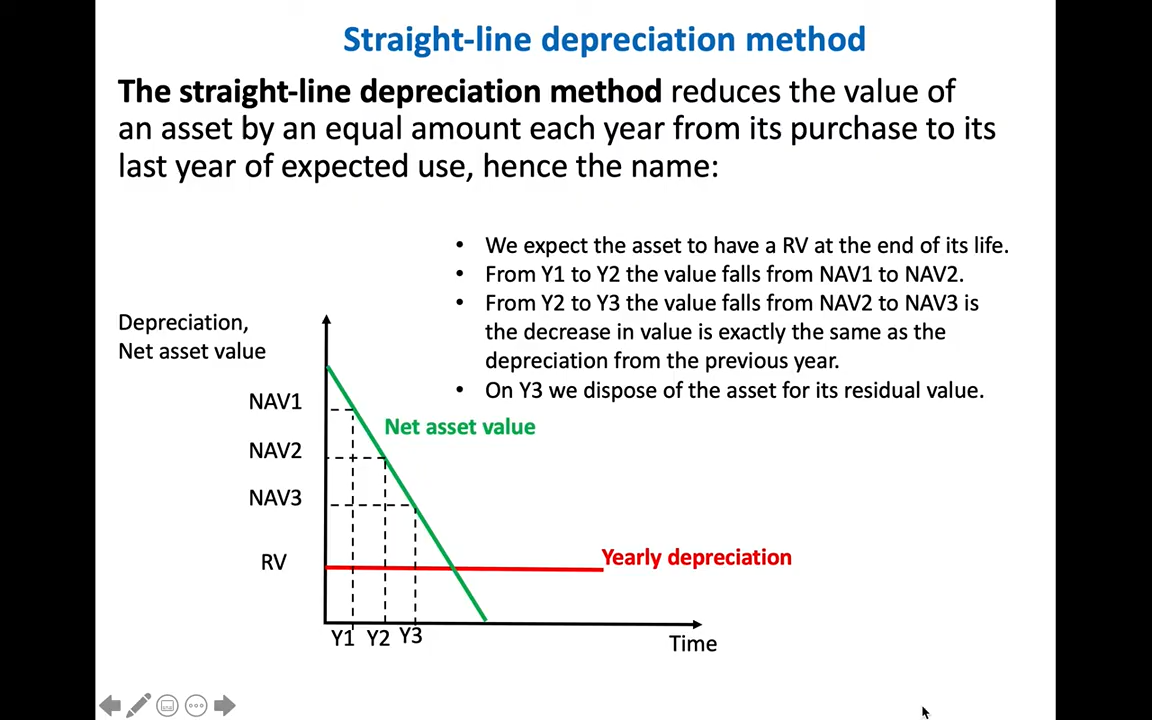 Straight-line depreciation method
The straight-line depreciation method reduces the value of
an asset by an equal amount each year from its purchase to its
last year of expected use, hence the name:
• We expect the asset to have a RV at the end of its life.
• From Y1 to Y2 the value falls from NAV1 to NAV2.
• From Y2 to Y3 the value falls from NAV2 to NAV3 is
the decrease in value is exactly the same as the
depreciation from the previous year.
• On Y3 we dispose of the asset for its residual value.
Depreciation,
Net asset value
NAV1
Net asset value
NAV2
NAV3
RV
Yearly depreciation
Y1 Y2 Y3
Time